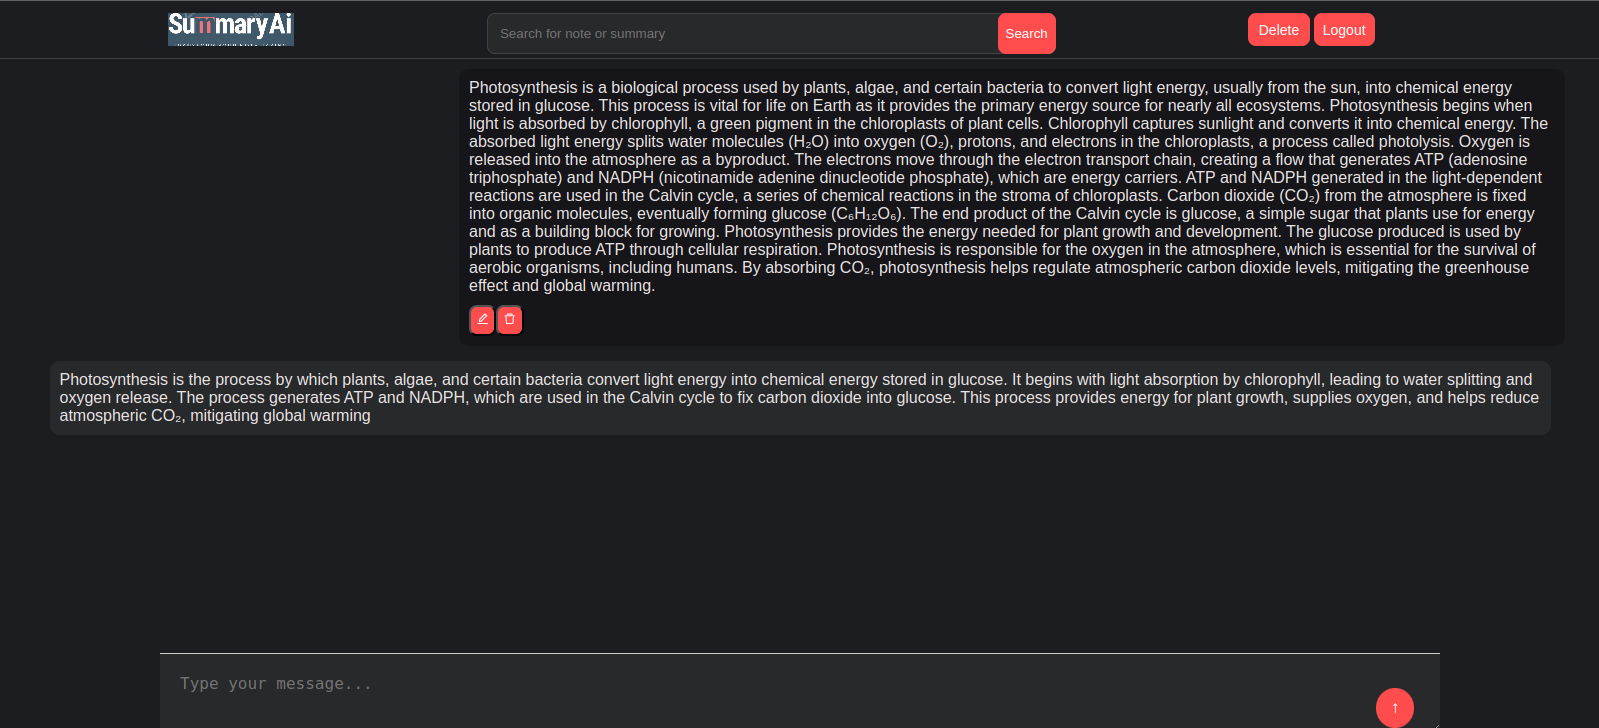 SummaryAi
Search for note or summary
Search
Delete
Logout
Photosynthesis is a biological process used by plants, algae, and certain bacteria to convert light energy, usually from the sun, into chemical energy
stored in glucose. This process is vital for life on Earth as it provides the primary energy source for nearly all ecosystems. Photosynthesis begins when
light is absorbed by chlorophyll, a green pigment in the chloroplasts of plant cells. Chlorophyll captures sunlight and converts it into chemical energy. The
absorbed light energy splits water molecules (H₂O) into oxygen (O₂), protons, and electrons in the chloroplasts, a process called photolysis. Oxygen is
released into the atmosphere as a byproduct. The electrons move through the electron transport chain, creating a flow that generates ATP (adenosine
triphosphate) and NADPH (nicotinamide adenine dinucleotide phosphate), which are energy carriers. ATP and NADPH generated in the light-dependent
reactions are used in the Calvin cycle, a series of chemical reactions in the stroma of chloroplasts. Carbon dioxide (CO₂) from the atmosphere is fixed
into organic molecules, eventually forming glucose (C₆H₁₂O₆). The end product of the Calvin cycle is glucose, a simple sugar that plants use for energy
and as a building block for growing. Photosynthesis provides the energy needed for plant growth and development. The glucose produced is used by
plants to produce ATP through cellular respiration. Photosynthesis is responsible for the oxygen in the atmosphere, which is essential for the survival of
aerobic organisms, including humans. By absorbing CO₂, photosynthesis helps regulate atmospheric carbon dioxide levels, mitigating the greenhouse
effect and global warming.
Photosynthesis is the process by which plants, algae, and certain bacteria convert light energy into chemical energy stored in glucose. It begins with light absorption by chlorophyll, leading to water splitting and
oxygen release. The process generates ATP and NADPH, which are used in the Calvin cycle to fix carbon dioxide into glucose. This process provides energy for plant growth, supplies oxygen, and helps reduce
atmospheric CO₂, mitigating global warming
Type your message...
↑